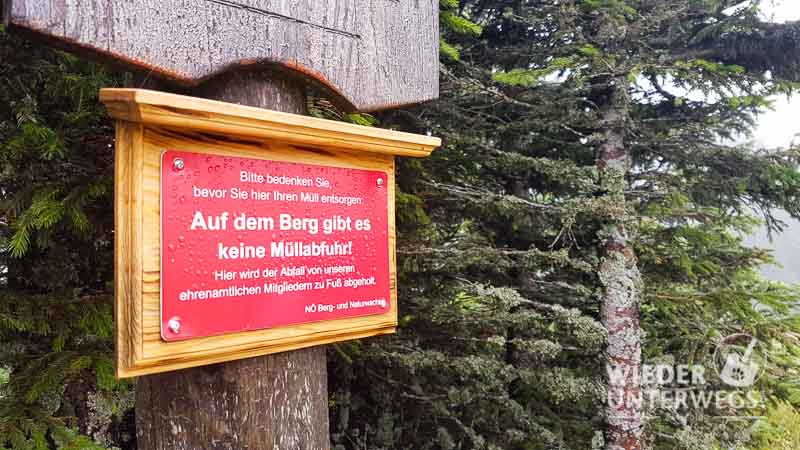 Bitte bedenken Sie,
bevor Sie hier Ihren Müll entsorgen:
Auf dem Berg gibt es
keine Müllabfuhr!
Hier wird der Abfall von unseren
ehrenamtlichen Mitgliedern zu Fuß abgeholt.
NÖ Berg- und Naturwacht
WIEDER
UNTERWEGS